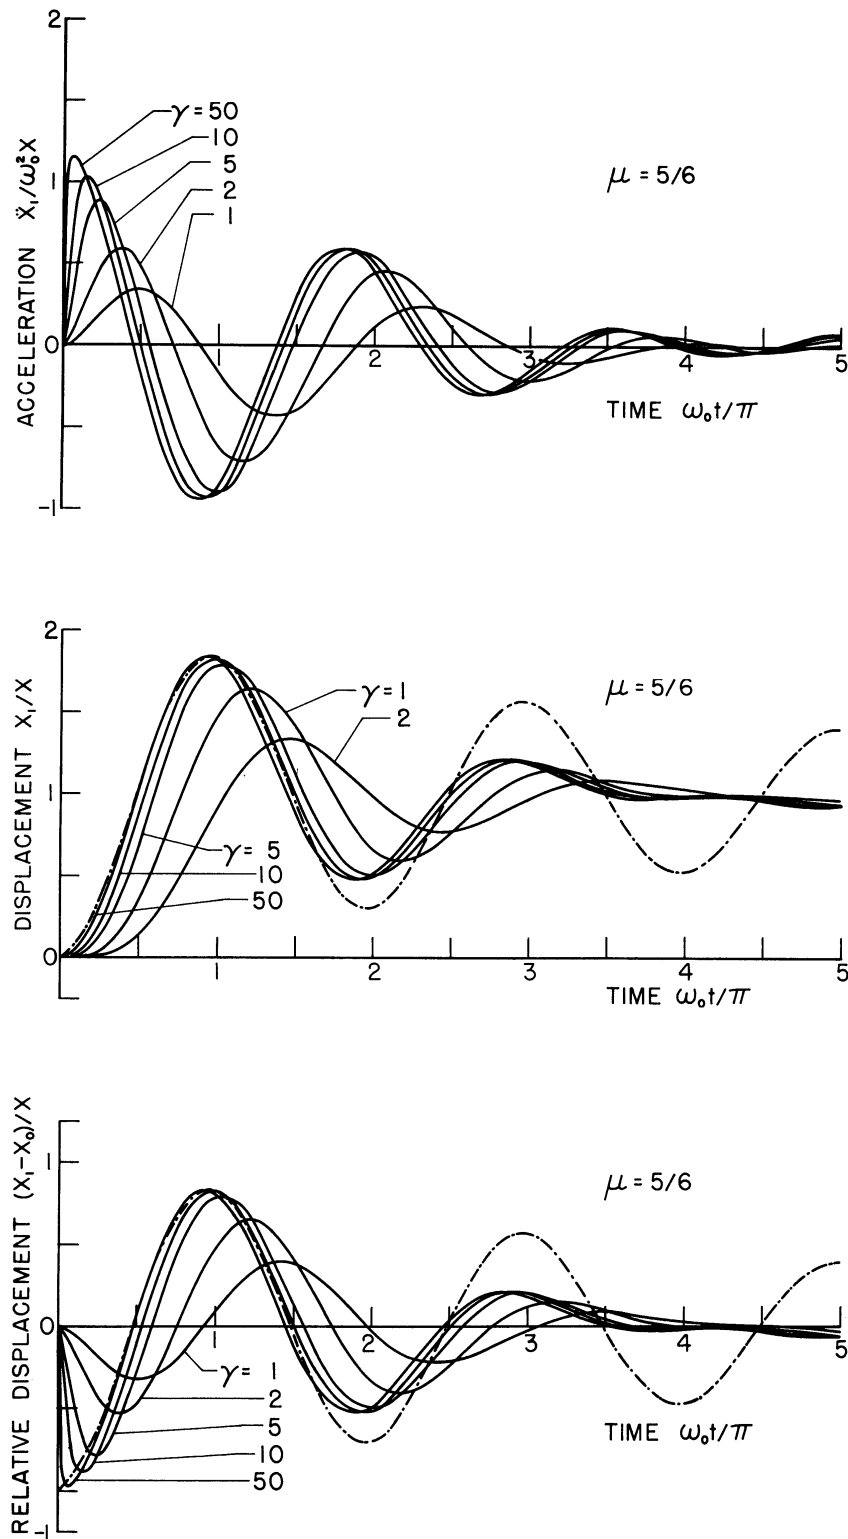 2
γ = 50
10
5
2
1
μ = 5/6
1
ACCELERATION Ẍ₁/ω₀²X
0
1
2
3
4
5
TIME ω₀t/π
-1
2
γ = 1
2
μ = 5/6
DISPLACEMENT X₁/X
1
γ = 5
10
50
0
1
2
3
4
5
TIME ω₀t/π
RELATIVE DISPLACEMENT (X₁-X₀)/X
1
μ = 5/6
0
1
2
3
4
5
γ = 1
2
5
10
50
TIME ω₀t/π
-1